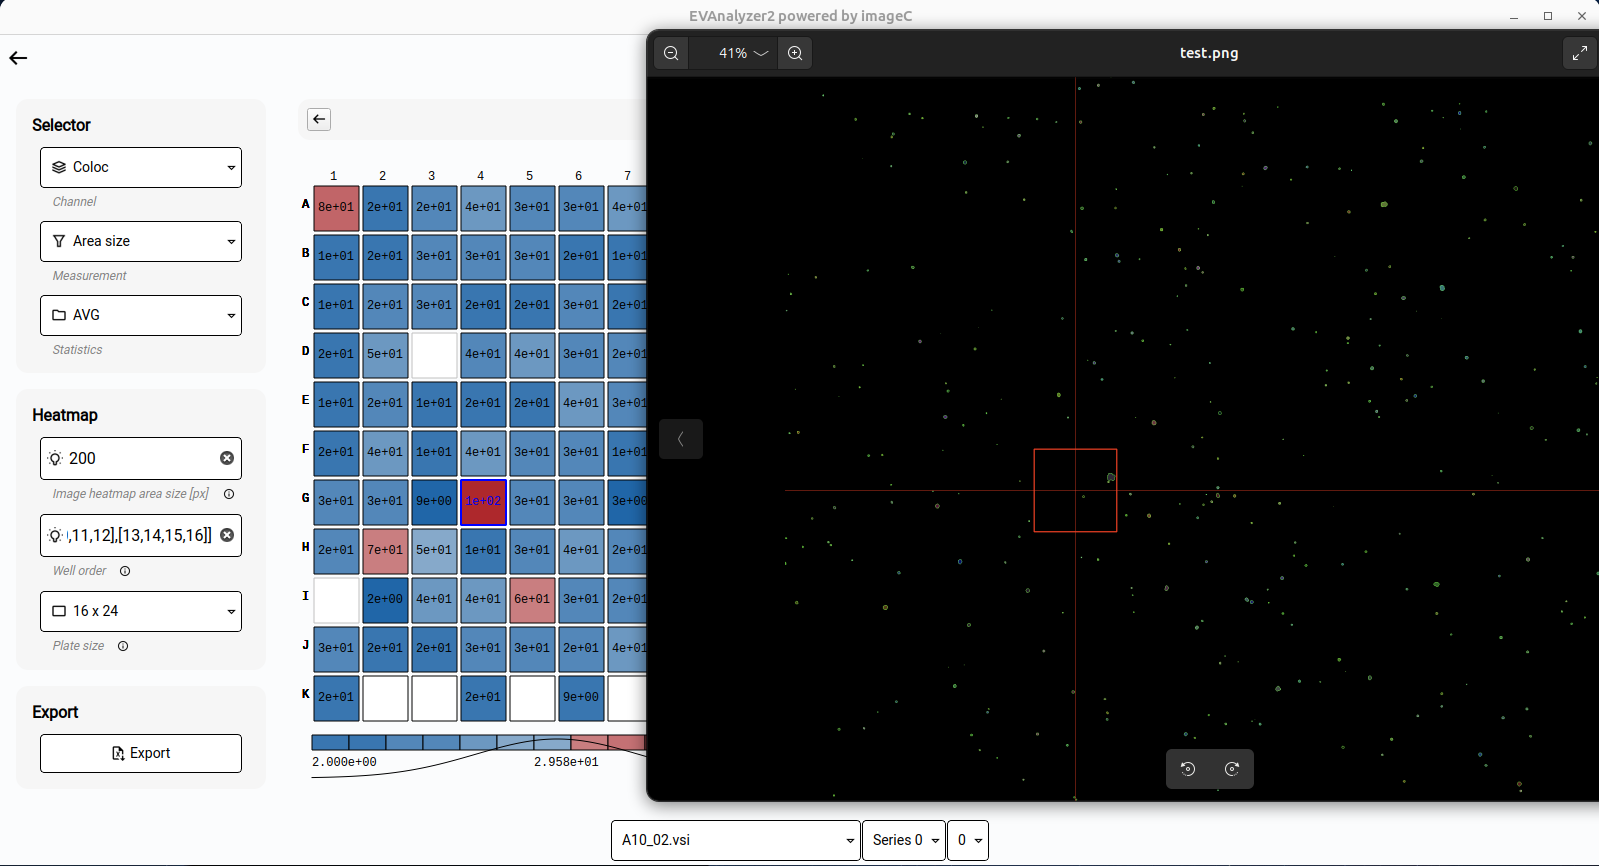 EVAnalyzer2 powered by imageC
41%
test.png
Selector
Coloc
Channel
Area size
Measurement
AVG
Statistics
Heatmap
200
Image heatmap area size [px]
,11,12],[13,14,15,16]]
Well order
16 x 24
Plate size
Export
Export
1 2 3 4 5 6 7
A 8e+01 2e+01 2e+01 4e+01 3e+01 3e+01 4e+01
B 1e+01 2e+01 3e+01 3e+01 3e+01 2e+01 1e+01
C 1e+01 2e+01 3e+01 2e+01 2e+01 3e+01 2e+01
D 2e+01 5e+01 4e+01 4e+01 3e+01 2e+01
E 1e+01 2e+01 1e+01 2e+01 2e+01 4e+01 3e+01
F 2e+01 4e+01 1e+01 4e+01 3e+01 3e+01 1e+01
G 3e+01 3e+01 9e+00 1e+02 3e+01 3e+01 3e+00
H 2e+01 7e+01 5e+01 1e+01 3e+01 4e+01 2e+01
I 2e+00 4e+01 4e+01 6e+01 3e+01 2e+01
J 3e+01 2e+01 2e+01 3e+01 3e+01 2e+01 4e+01
K 2e+01 2e+01 9e+00
2.000e+00 2.958e+01
A10_02.vsi Series 0 0